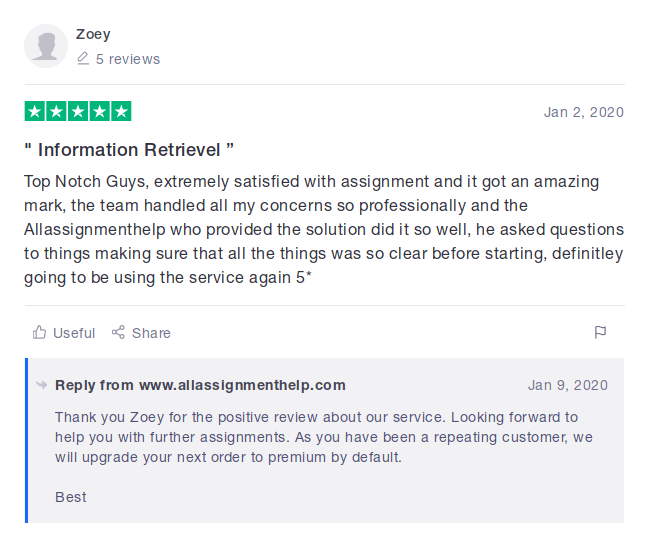 Zoey
5 reviews
Jan 2, 2020
" Information Retrievel ”
Top Notch Guys, extremely satisfied with assignment and it got an amazing
mark, the team handled all my concerns so professionally and the
Allassignmenthelp who provided the solution did it so well, he asked questions
to things making sure that all the things was so clear before starting, definitley
going to be using the service again 5*
Useful Share
Reply from www.allassignmenthelp.com Jan 9, 2020
Thank you Zoey for the positive review about our service. Looking forward to
help you with further assignments. As you have been a repeating customer, we
will upgrade your next order to premium by default.
Best